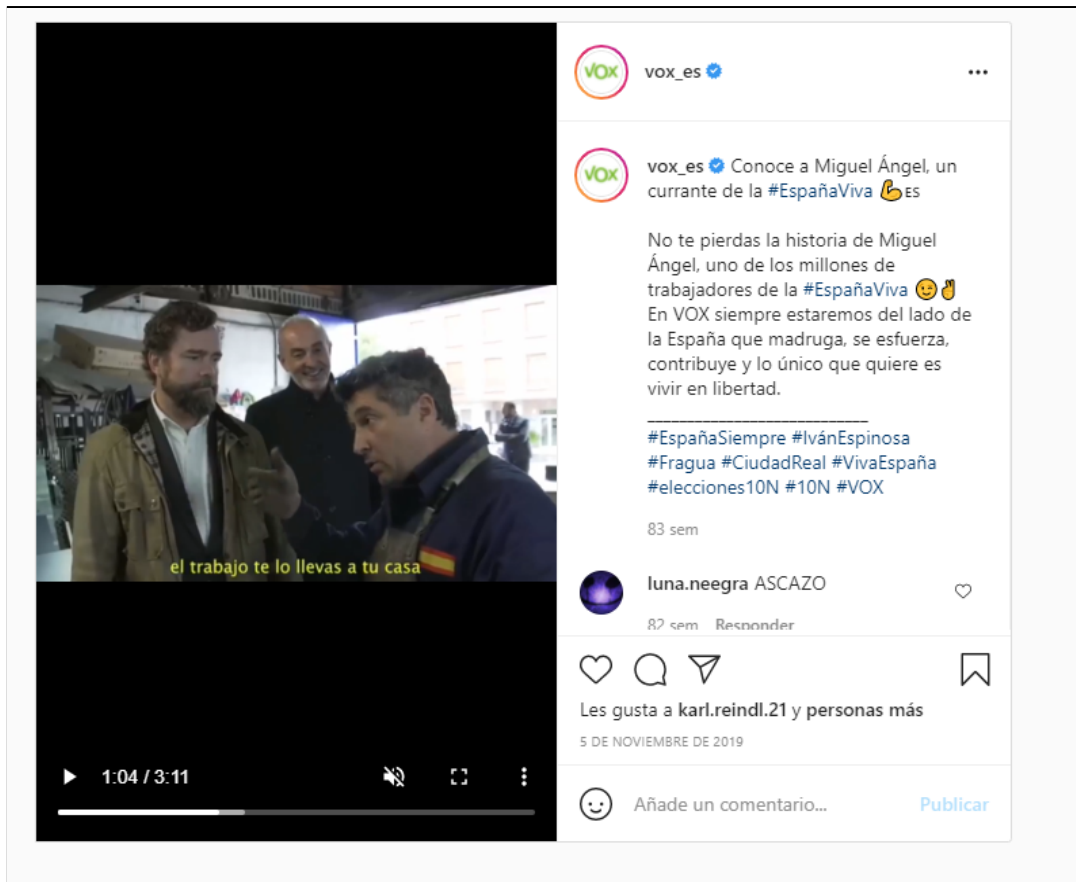 VOX
vox_es
VOX
vox_es Conoce a Miguel Ángel, un
currante de la #EspañaViva 💪ES
No te pierdas la historia de Miguel
Ángel, uno de los millones de
trabajadores de la #EspañaViva 😉✌
En VOX siempre estaremos del lado de
la España que madruga, se esfuerza,
contribuye y lo único que quiere es
vivir en libertad.
____________________________
#EspañaSiempre #IvánEspinosa
#Fragua #CiudadReal #VivaEspaña
#elecciones10N #10N #VOX
83 sem
luna.neegra ASCAZO
82 sem Responder
el trabajo te lo llevas a tu casa
1:04 / 3:11
Les gusta a karl.reindl.21 y personas más
5 DE NOVIEMBRE DE 2019
Añade un comentario... Publicar